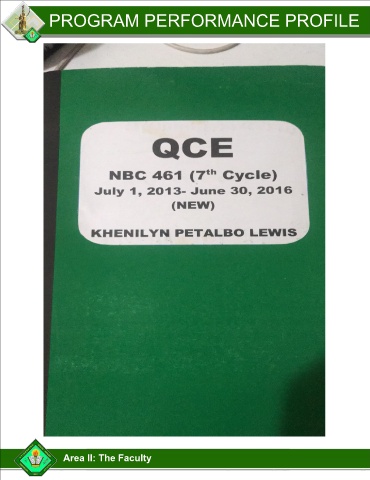 PROGRAM PERFORMANCE PROFILE
QCE
NBC 461 (7th Cycle)
July 1, 2013- June 30, 2016
(NEW)
KHENILYN PETALBO LEWIS
Area II: The Faculty